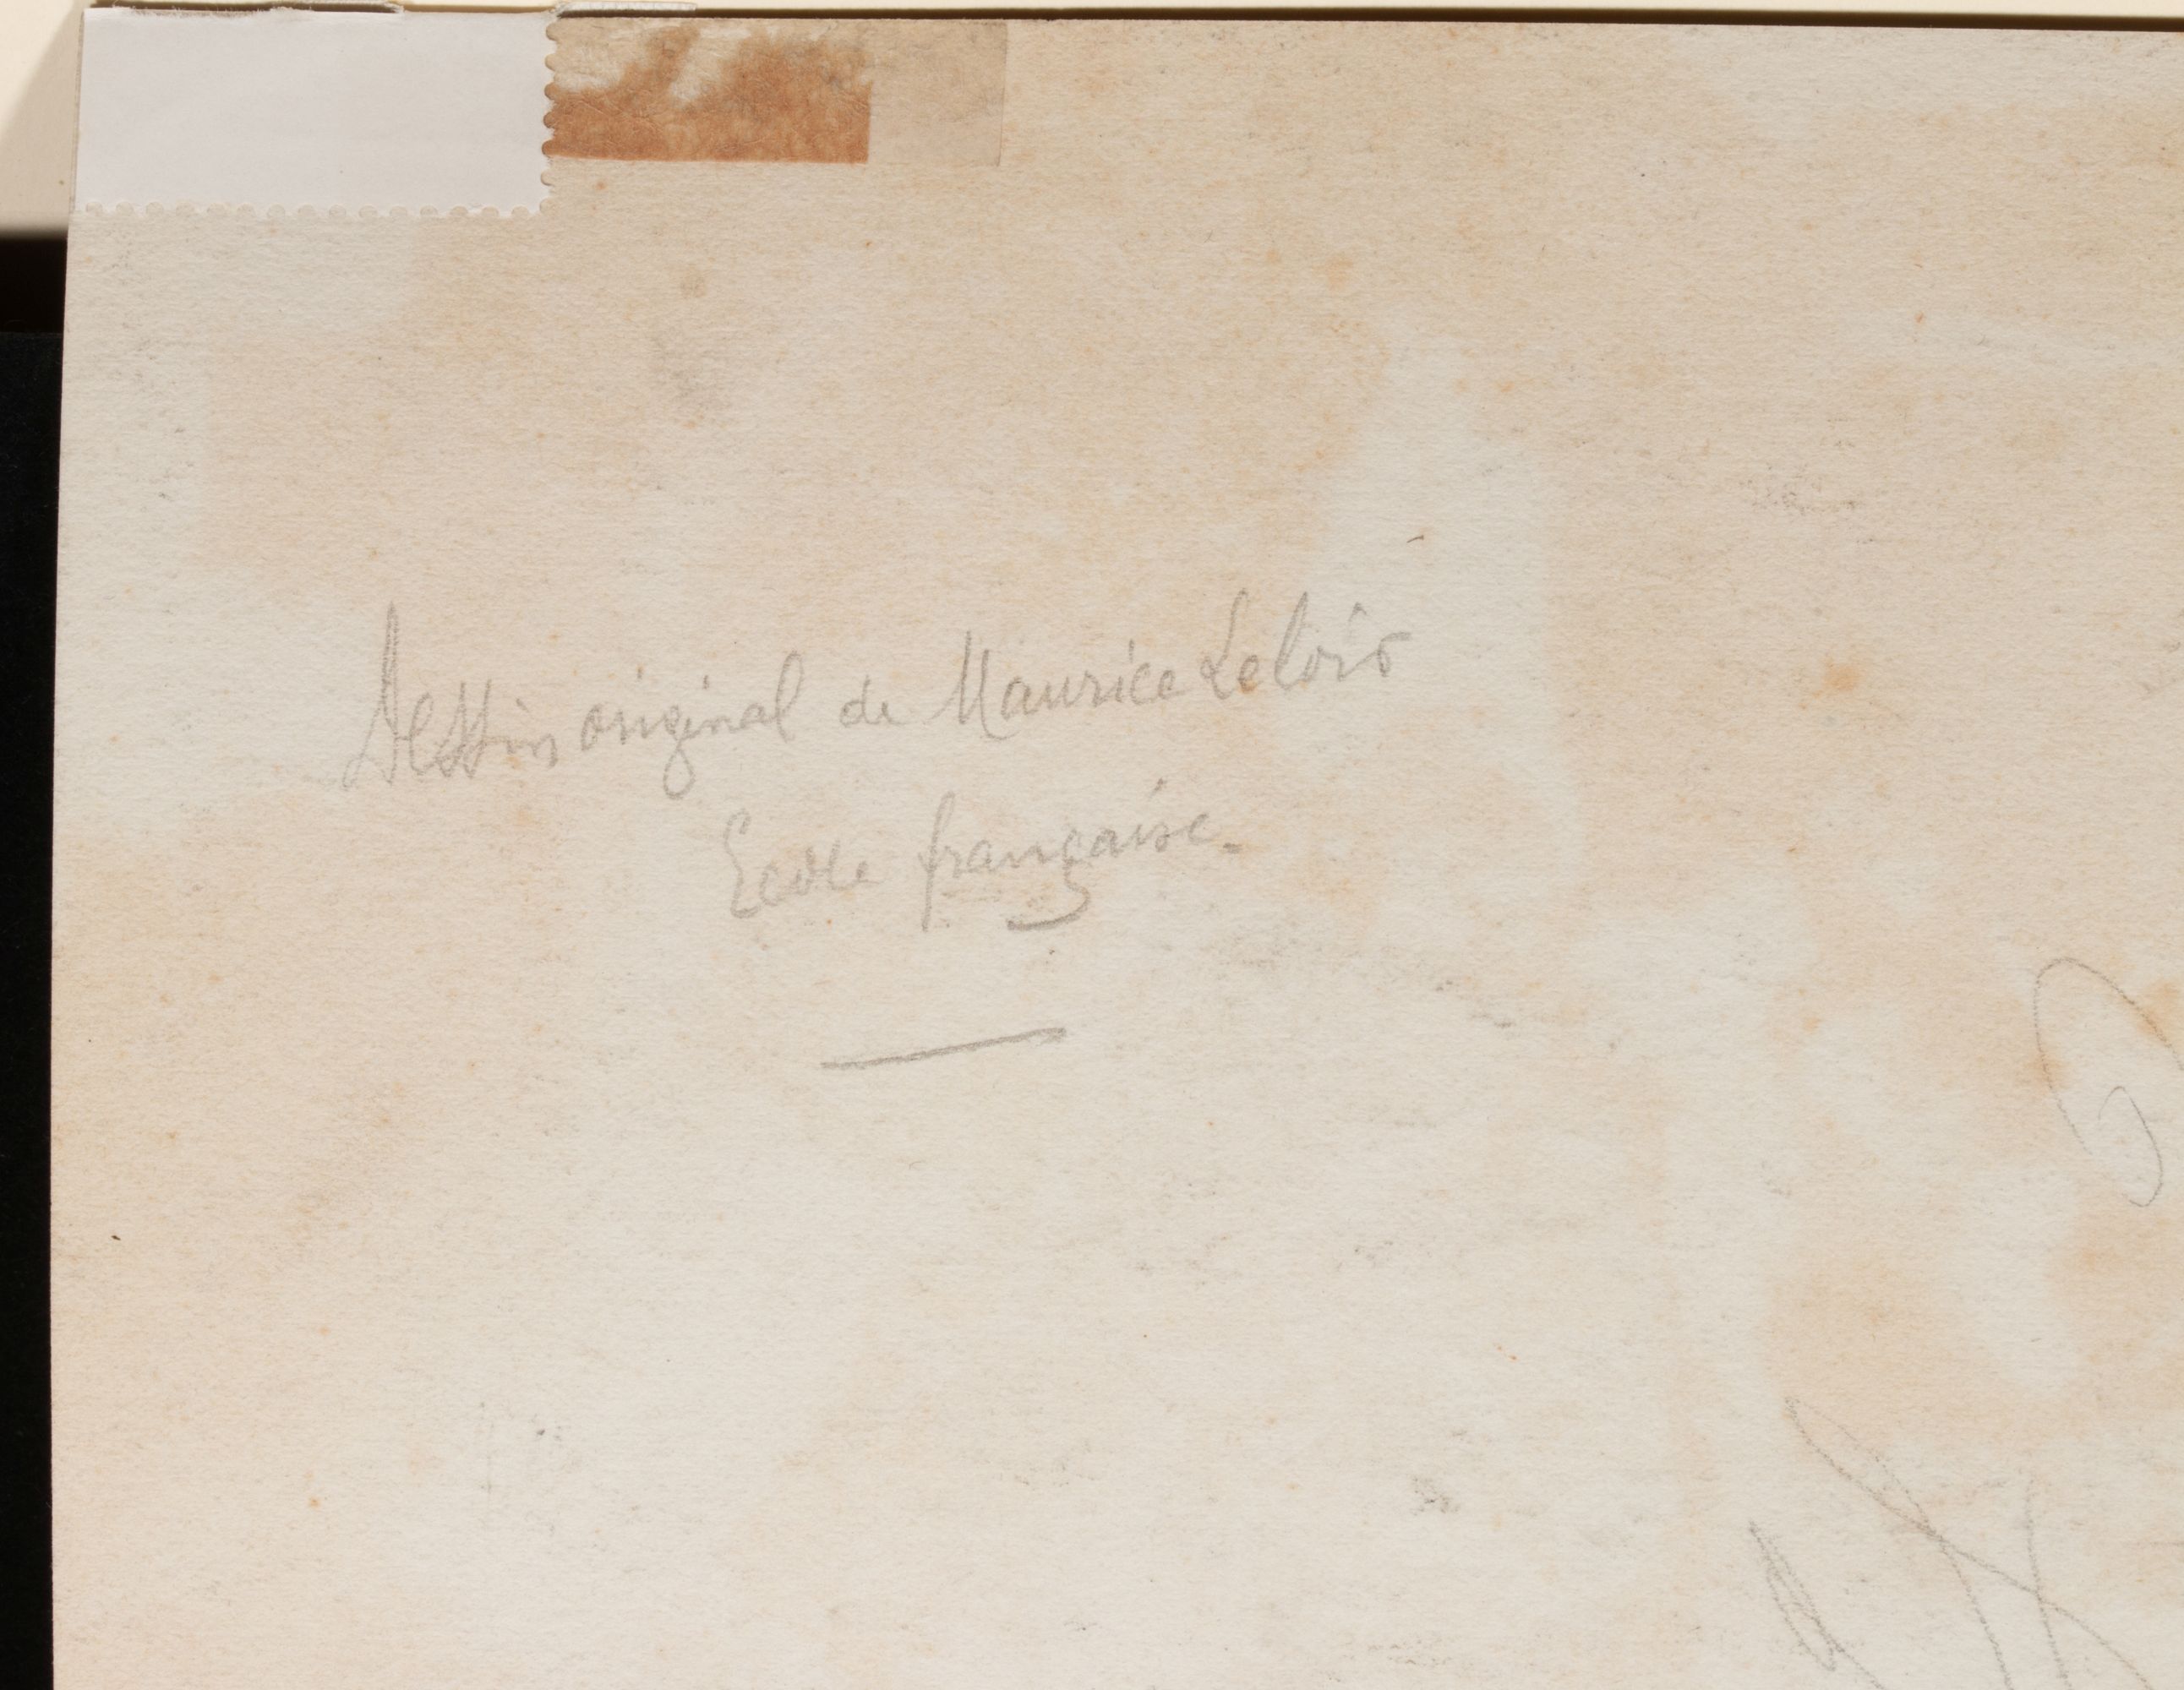 Dessin original de Maurice Leloir
Ecole française.